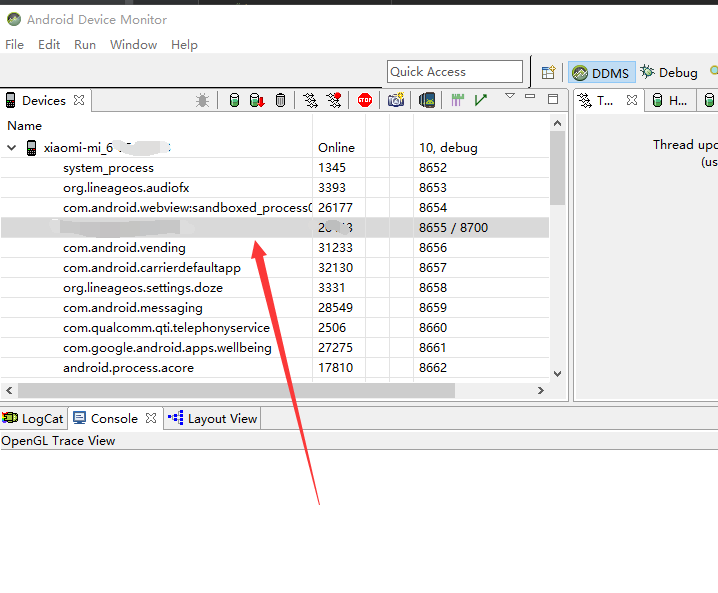 Android Device Monitor
File Edit Run Window Help
Quick Access
DDMS Debug
Devices T... H...
Name
xiaomi-mi_6 Online 10, debug
system_process 1345 8652
org.lineageos.audiofx 3393 8653
com.android.webview:sandboxed_process0 26177 8654
8655 / 8700
com.android.vending 31233 8656
com.android.carrierdefaultapp 32130 8657
org.lineageos.settings.doze 3331 8658
com.android.messaging 28549 8659
com.qualcomm.qti.telephonyservice 2506 8660
com.google.android.apps.wellbeing 27275 8661
android.process.acore 17810 8662
Thread upd
(us
LogCat Console Layout View
OpenGL Trace View